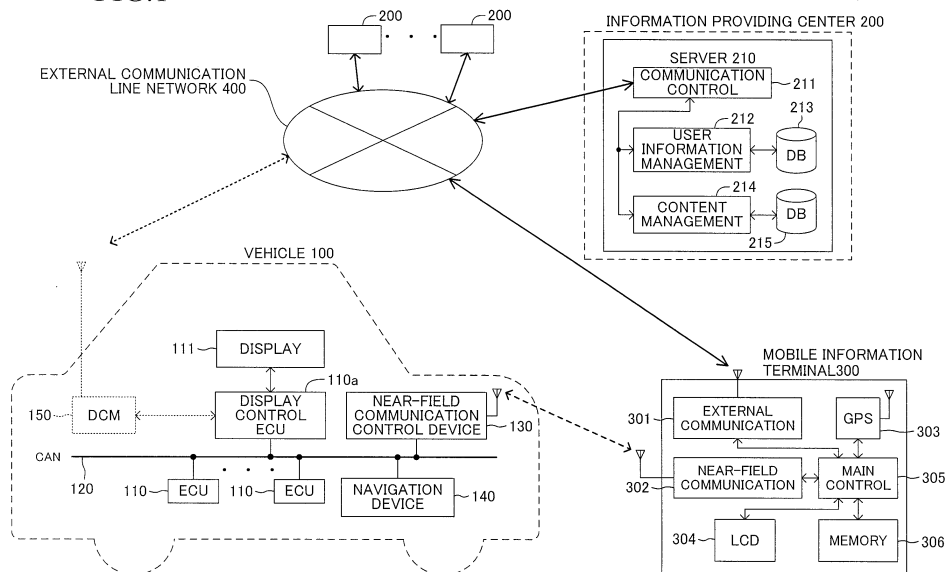 FIG.1
200
200
EXTERNAL COMMUNICATION
LINE NETWORK 400
INFORMATION PROVIDING CENTER 200
SERVER 210
COMMUNICATION
CONTROL
211
212
213
USER
INFORMATION
MANAGEMENT
DB
214
CONTENT
MANAGEMENT
DB
215
VEHICLE 100
111
DISPLAY
110a
150
DCM
DISPLAY
CONTROL
ECU
NEAR-FIELD
COMMUNICATION
CONTROL DEVICE
130
CAN
120
110
ECU
110
ECU
NAVIGATION
DEVICE
140
MOBILE INFORMATION
TERMINAL300
301
EXTERNAL
COMMUNICATION
GPS
303
302
NEAR-FIELD
COMMUNICATION
MAIN
CONTROL
305
304
LCD
MEMORY
306